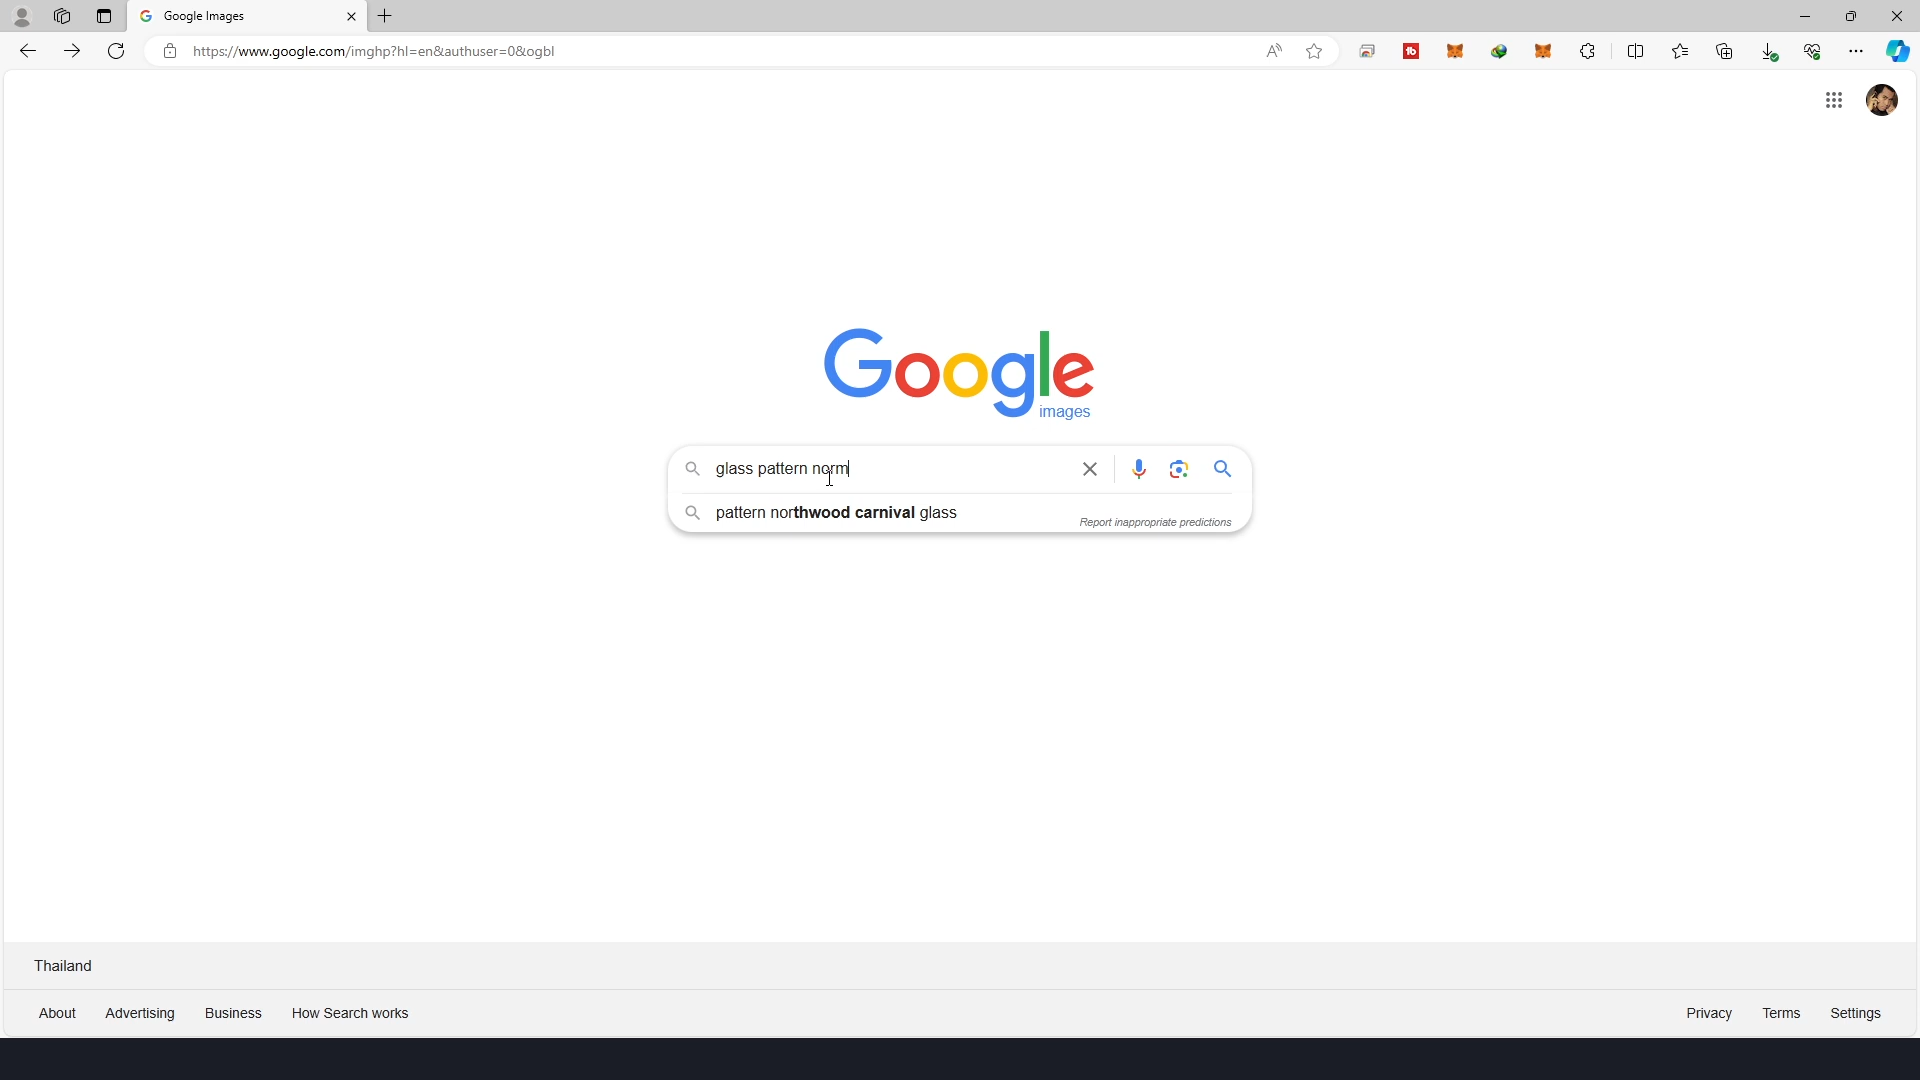 Google Images
https://www.google.com/imghp?hl=en&authuser=0&ogbl
Google
images
glass pattern norm
pattern northwood carnival glass
Report inappropriate predictions
Thailand
About Advertising Business How Search works Privacy Terms Settings